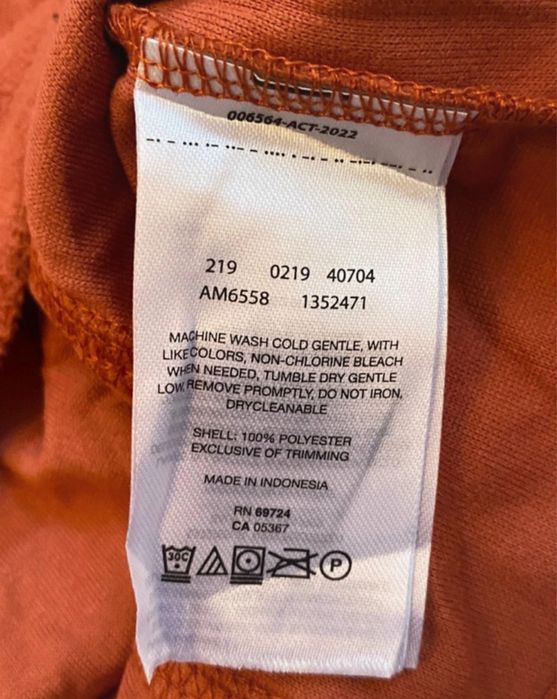 006564-ACT-2022
219 0219 40704
AM6558 1352471
MACHINE WASH COLD GENTLE, WITH
LIKE COLORS, NON-CHLORINE BLEACH
WHEN NEEDED, TUMBLE DRY GENTLE
LOW, REMOVE PROMPTLY, DO NOT IRON,
DRYCLEANABLE
SHELL: 100% POLYESTER
EXCLUSIVE OF TRIMMING
MADE IN INDONESIA
RN 69724
CA 05367
30C P